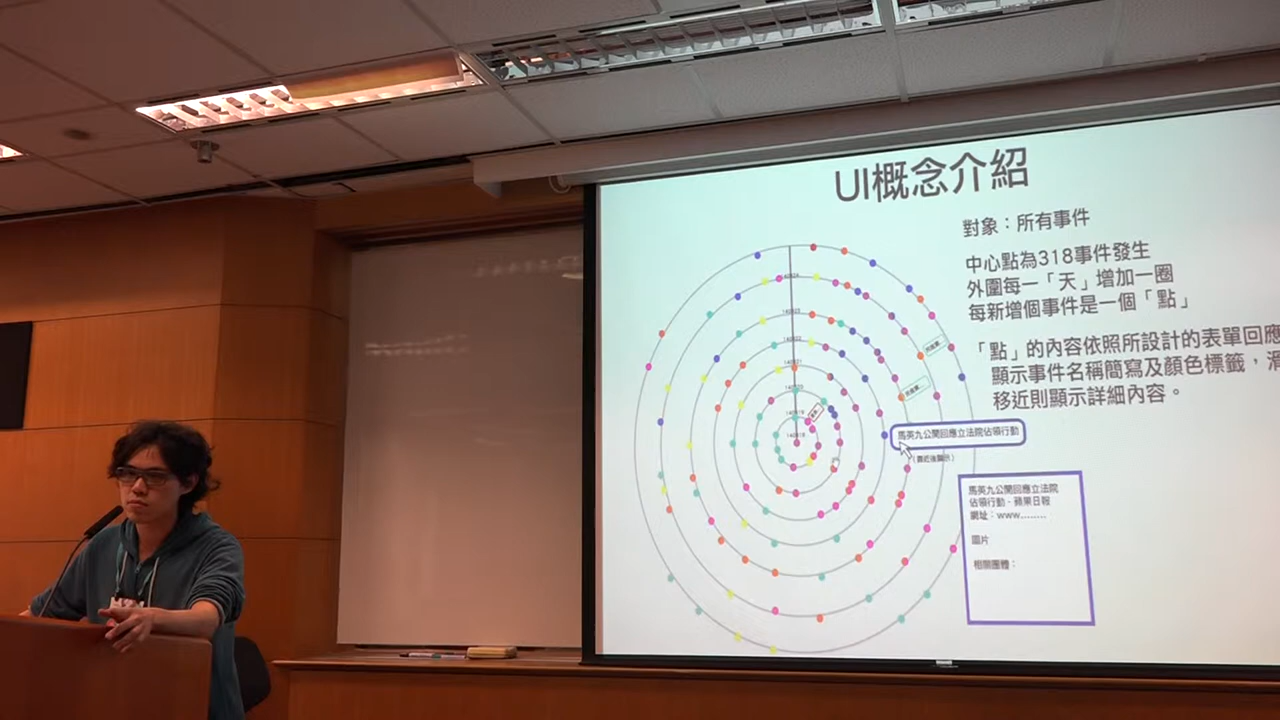 UI概念介紹
對象：所有事件
中心點為318事件發生
外圍每一「天」增加一圈
每新增個事件是一個「點」
「點」的內容依照所設計的表單回應
顯示事件名稱簡寫及顏色標籤，滑
移近則顯示詳細內容。
馬英九公開回應立法院佔領行動
(靠近後顯示)
馬英九公開回應立法院
佔領行動 - 蘋果日報
網址：www........
圖片
相關團體：